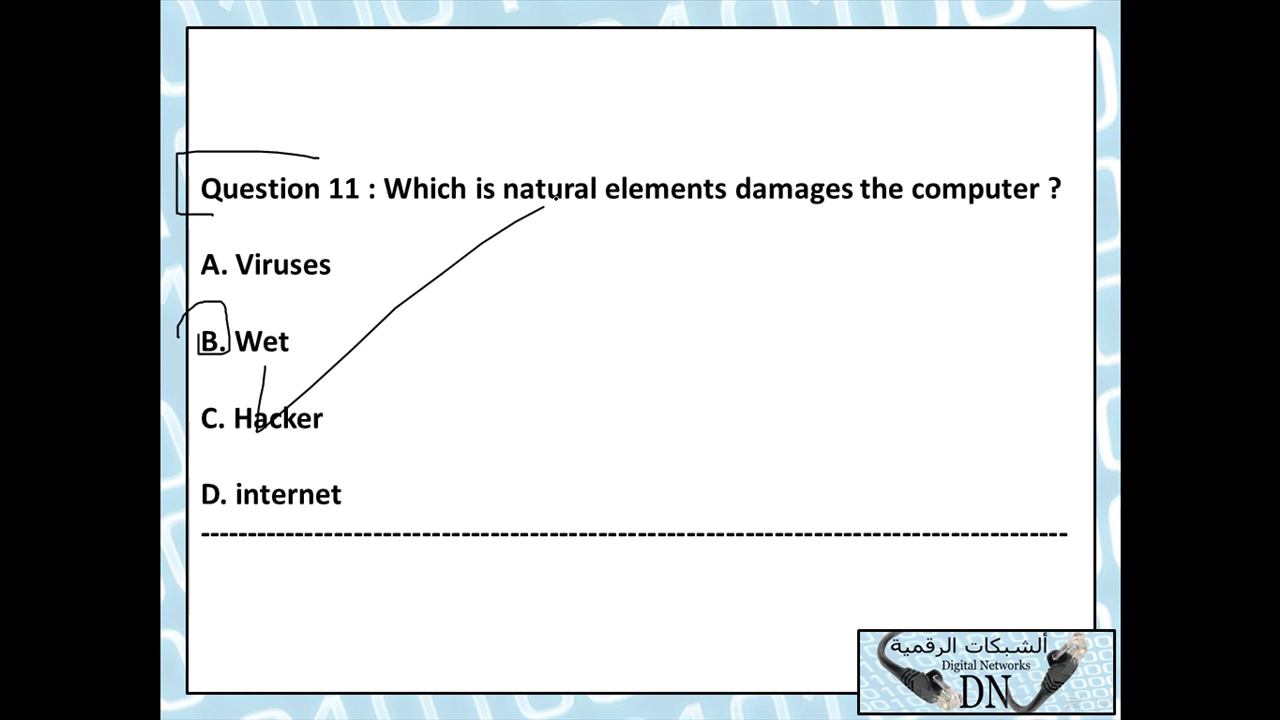 Question 11 : Which is natural elements damages the computer ?
A. Viruses
B. Wet
C. Hacker
D. internet
--------------------------------------------------------------------------------------------
ألشبكات الرقمية
Digital Networks
DN